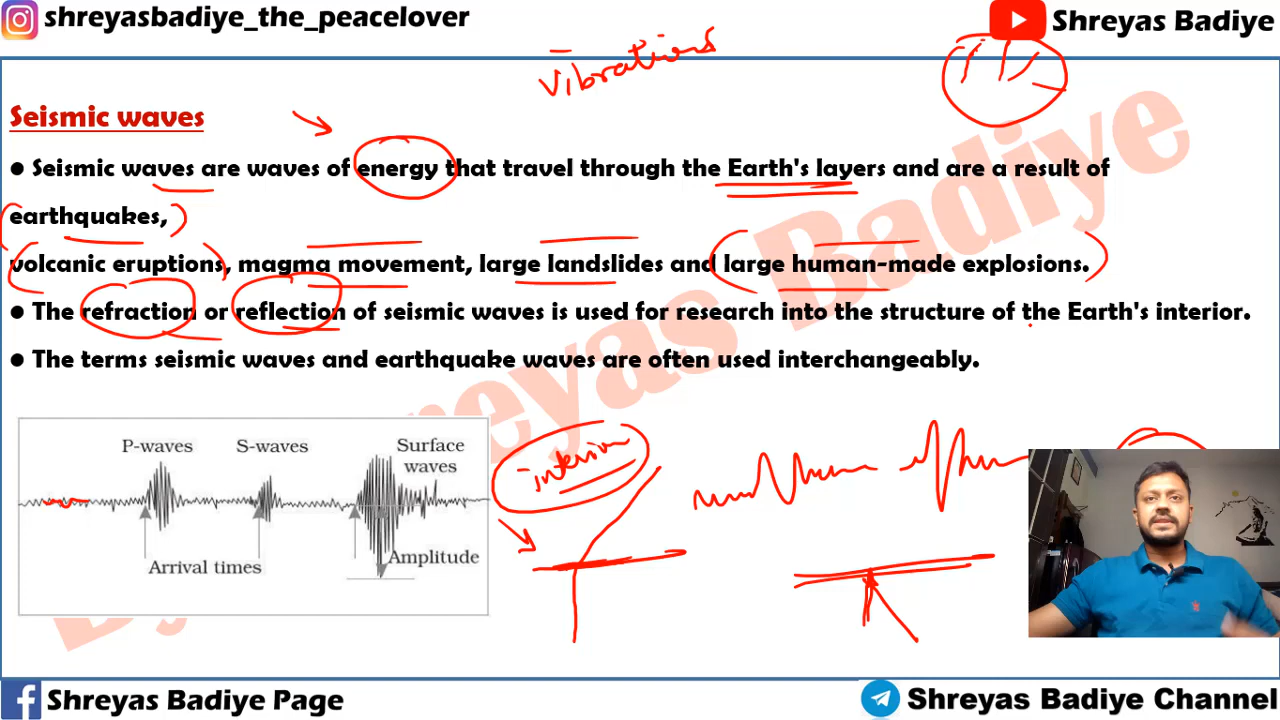 shreyasbadiye_the_peacelover
Shreyas Badiye
vibrations
Seismic waves
● Seismic waves are waves of energy that travel through the Earth's layers and are a result of
earthquakes,
volcanic eruptions, magma movement, large landslides and large human-made explosions.
● The refraction or reflection of seismic waves is used for research into the structure of the Earth's interior.
● The terms seismic waves and earthquake waves are often used interchangeably.
By Shreyas Badiye
P-waves
S-waves
Surface
waves
Arrival times
Amplitude
interior
Shreyas Badiye Page
Shreyas Badiye Channel